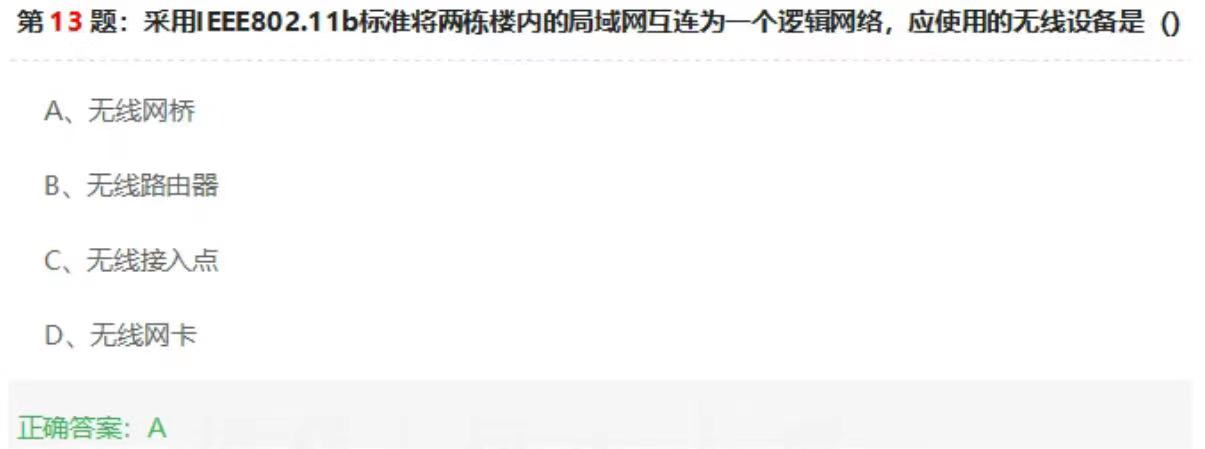 第 13 题：采用IEEE802.11b标准将两栋楼内的局域网互连为一个逻辑网络，应使用的无线设备是（）
A、无线网桥
B、无线路由器
C、无线接入点
D、无线网卡
正确答案：A